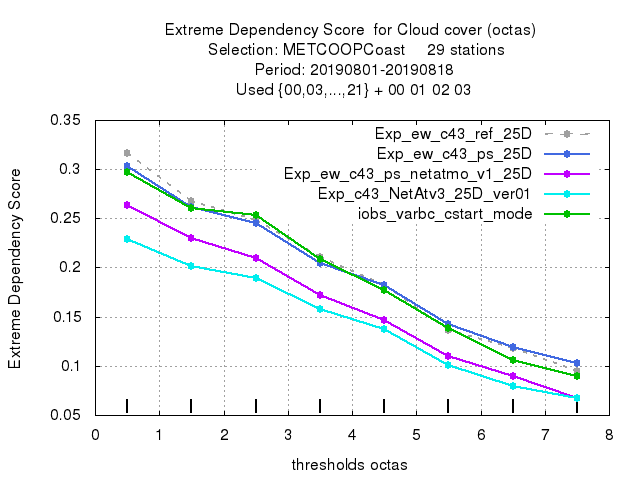 Extreme Dependency Score  for Cloud cover (octas)
Selection: METCOOPCoast     29 stations
Period: 20190801-20190818
Used {00,03,...,21} + 00 01 02 03
Exp_ew_c43_ref_25D
Exp_ew_c43_ps_25D
Exp_ew_c43_ps_netatmo_v1_25D
Exp_c43_NetAtv3_25D_ver01
iobs_varbc_cstart_mode
Extreme Dependency Score
0.35
0.3
0.25
0.2
0.15
0.1
0.05
0 1 2 3 4 5 6 7 8
thresholds octas